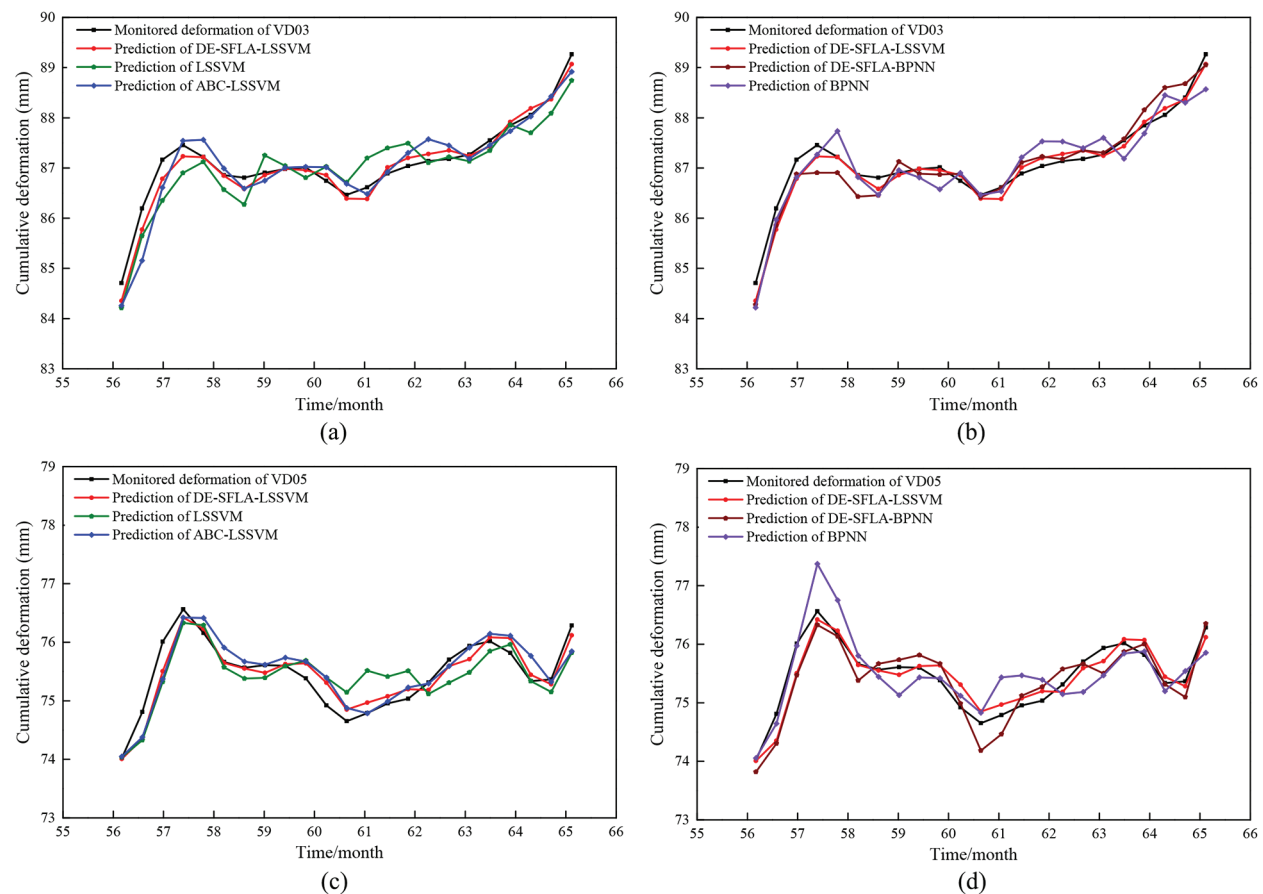 90
89
88
87
86
85
84
83
Cumulative deformation (mm)
Monitored deformation of VD03
Prediction of DE-SFLA-LSSVM
Prediction of LSSVM
Prediction of ABC-LSSVM
55 56 57 58 59 60 61 62 63 64 65 66
Time/month
(a)
90
89
88
87
86
85
84
83
Cumulative deformation (mm)
Monitored deformation of VD03
Prediction of DE-SFLA-LSSVM
Prediction of DE-SFLA-BPNN
Prediction of BPNN
55 56 57 58 59 60 61 62 63 64 65 66
Time/month
(b)
79
78
77
76
75
74
73
Cumulative deformation (mm)
Monitored deformation of VD05
Prediction of DE-SFLA-LSSVM
Prediction of LSSVM
Prediction of ABC-LSSVM
55 56 57 58 59 60 61 62 63 64 65 66
Time/month
(c)
79
78
77
76
75
74
73
Cumulative deformation (mm)
Monitored deformation of VD05
Prediction of DE-SFLA-LSSVM
Prediction of DE-SFLA-BPNN
Prediction of BPNN
55 56 57 58 59 60 61 62 63 64 65 66
Time/month
(d)